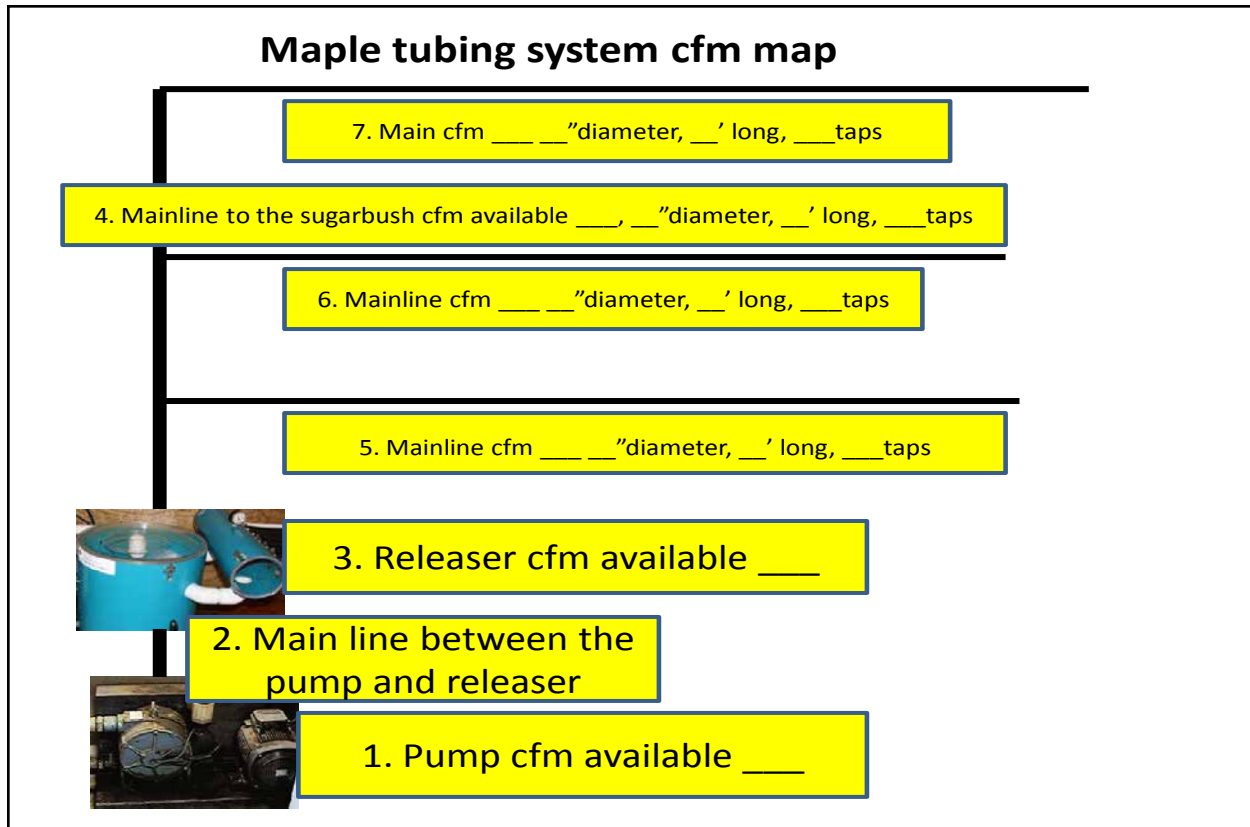 Maple tubing system cfm map
7. Main cfm ___ __”diameter, __’ long, ___taps
4. Mainline to the sugarbush cfm available ___, __”diameter, __’ long, ___taps
6. Mainline cfm ___ __”diameter, __’ long, ___taps
5. Mainline cfm ___ __”diameter, __’ long, ___taps
3. Releaser cfm available ___
2. Main line between the
pump and releaser
1. Pump cfm available ___